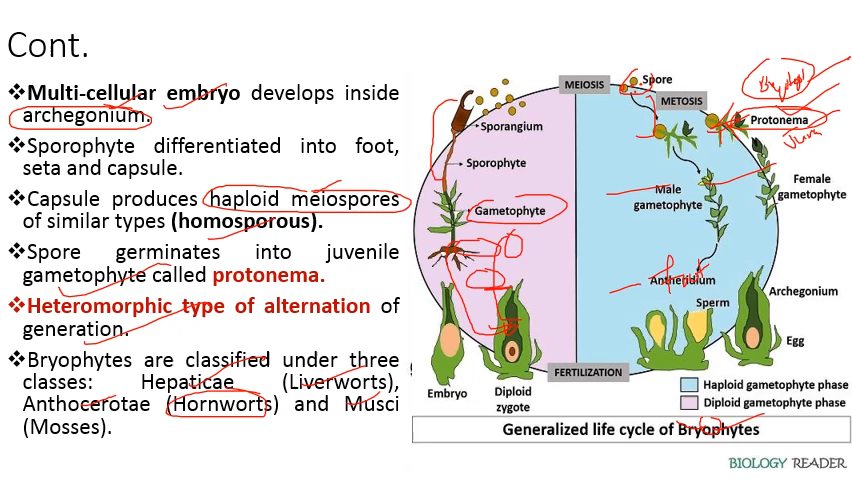 Cont.
❖Multi-cellular embryo develops inside
archegonium.
❖Sporophyte differentiated into foot,
seta and capsule.
❖Capsule produces haploid meiospores
of similar types (homosporous).
❖Spore germinates into juvenile
gametophyte called protonema.
❖Heteromorphic type of alternation of
generation.
❖Bryophytes are classified under three
classes: Hepaticae (Liverworts),
Anthocerotae (Hornworts) and Musci
(Mosses).
MEIOSIS
Spore
METOSIS
Protonema
Sporangium
Sporophyte
Gametophyte
Male
gametophyte
Female
gametophyte
Antheridium
Sperm
Archegonium
Egg
Embryo
Diploid
zygote
FERTILIZATION
Haploid gametophyte phase
Diploid gametophyte phase
Generalized life cycle of Bryophytes
BIOLOGY READER